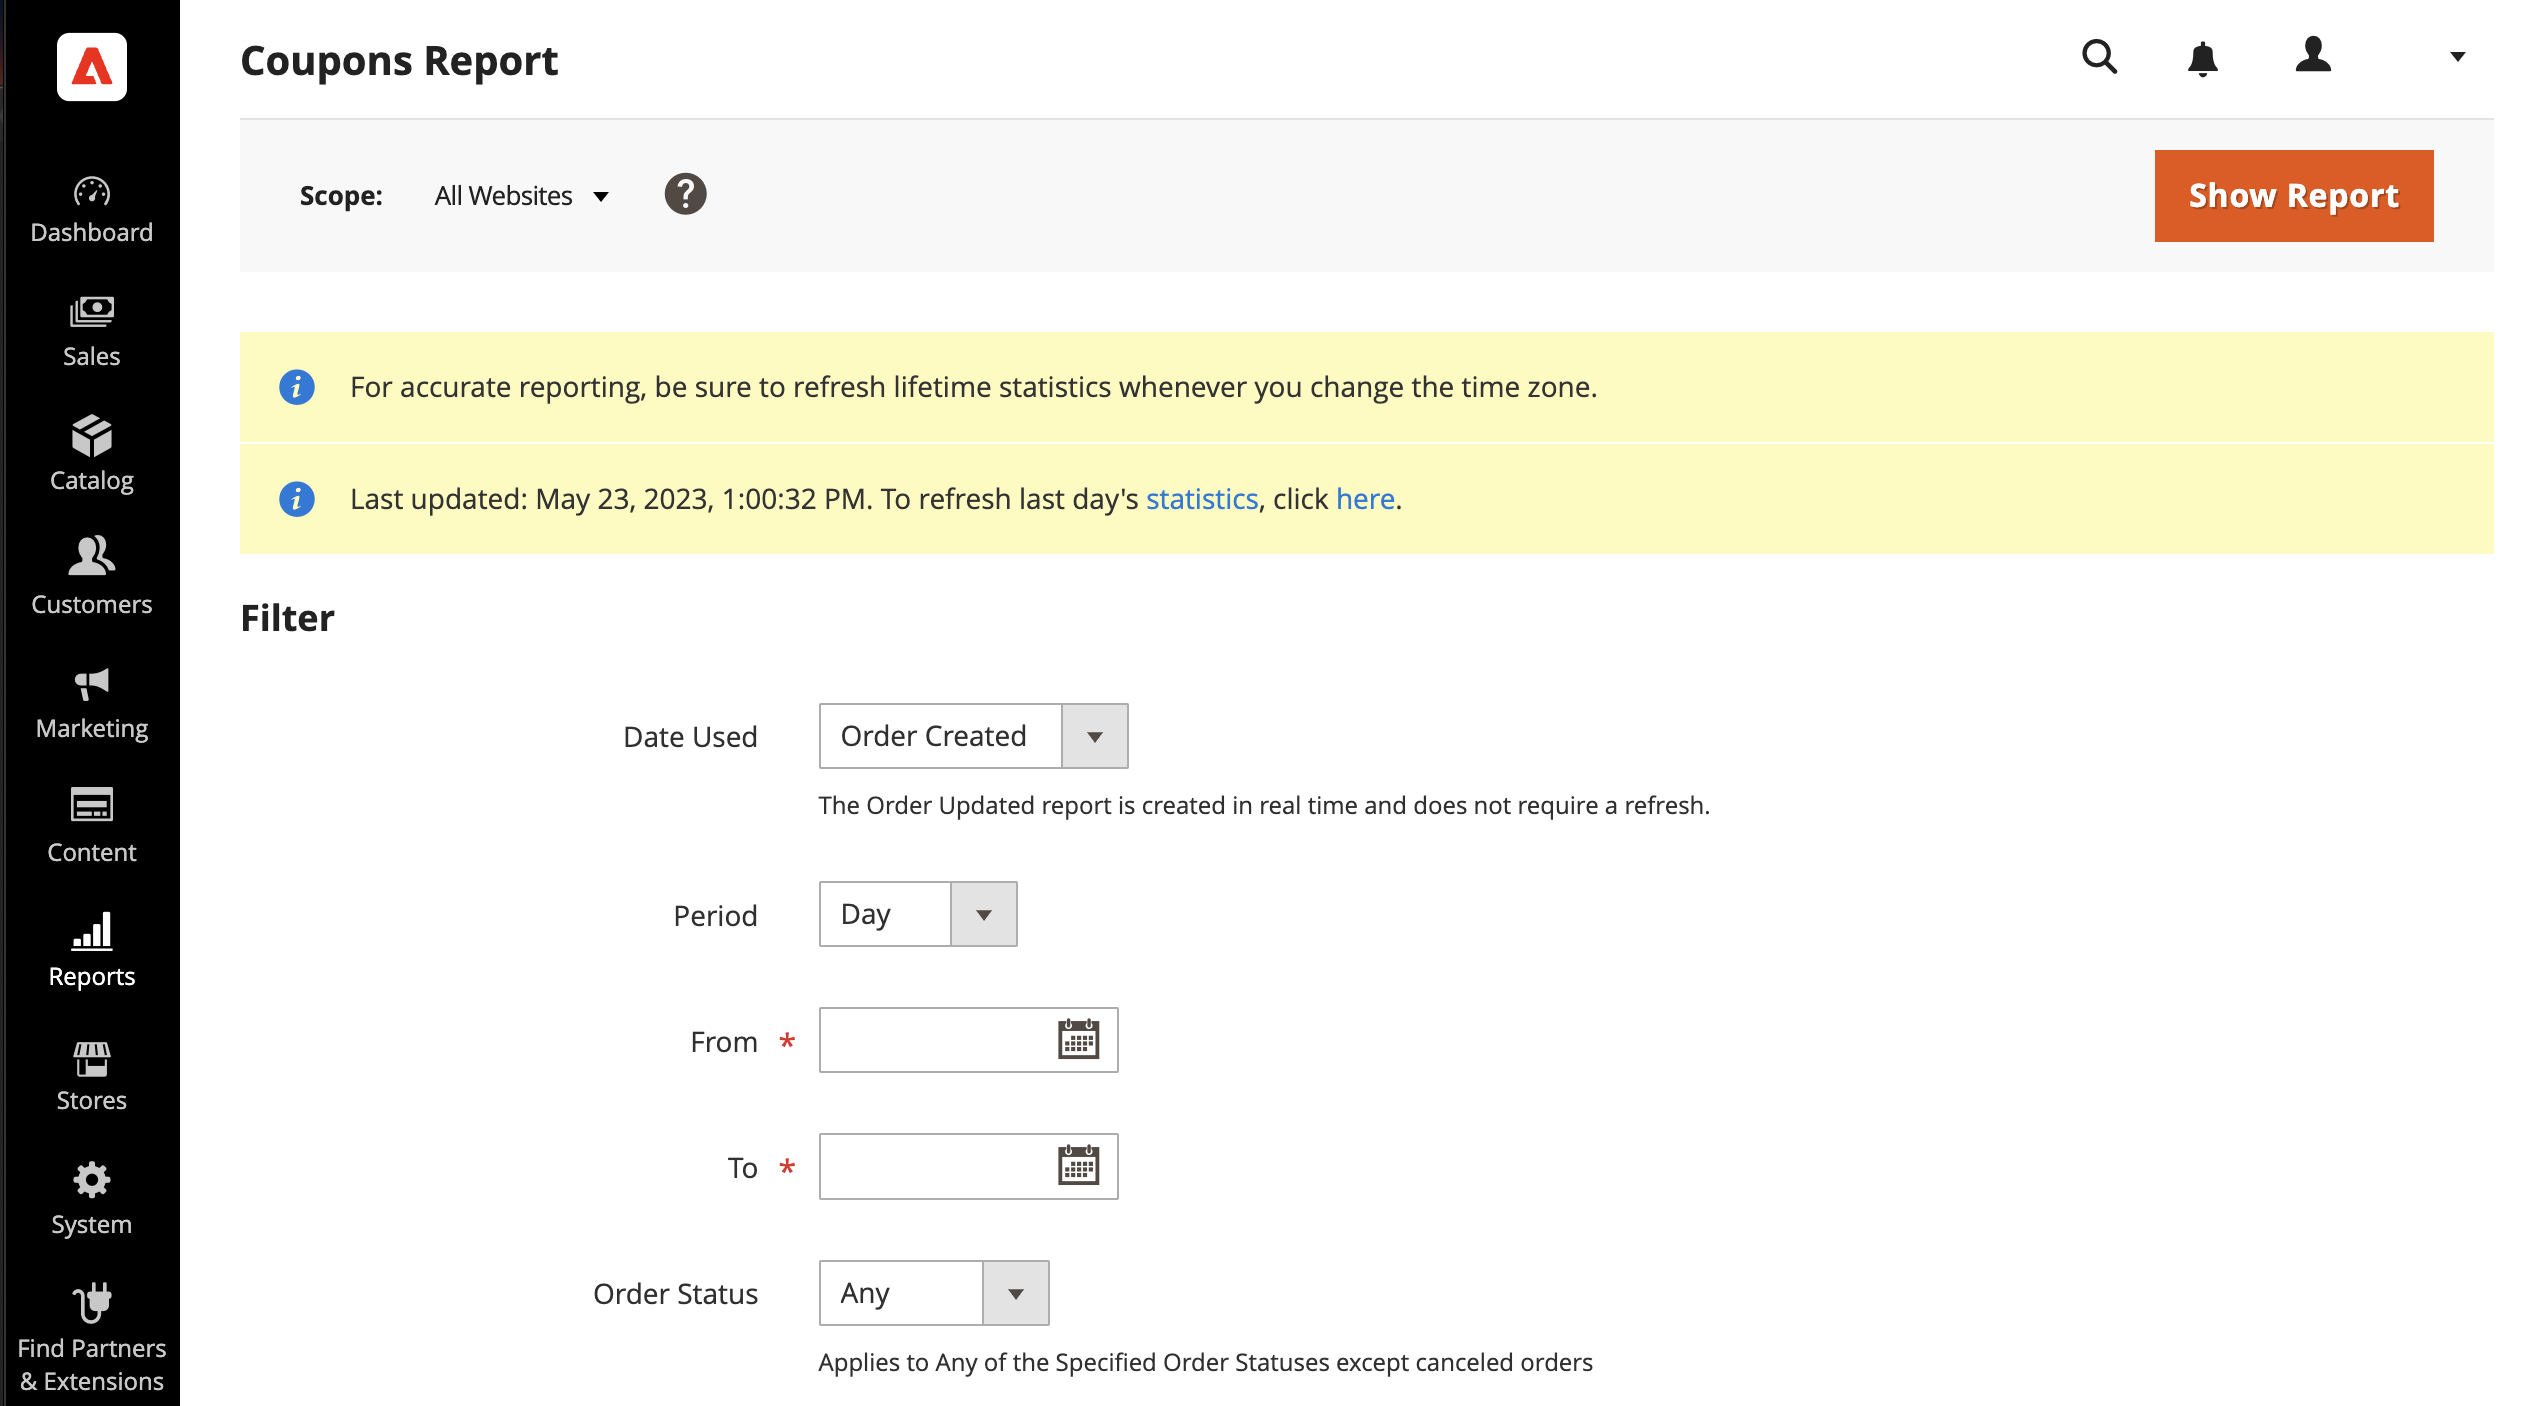 Coupons Report
Scope: All Websites ?
Show Report
Dashboard
Sales
Catalog
Customers
Marketing
Content
Reports
Stores
System
Find Partners
& Extensions
For accurate reporting, be sure to refresh lifetime statistics whenever you change the time zone.
Last updated: May 23, 2023, 1:00:32 PM. To refresh last day's statistics, click here.
Filter
Date Used Order Created
The Order Updated report is created in real time and does not require a refresh.
Period Day
From *
To *
Order Status Any
Applies to Any of the Specified Order Statuses except canceled orders